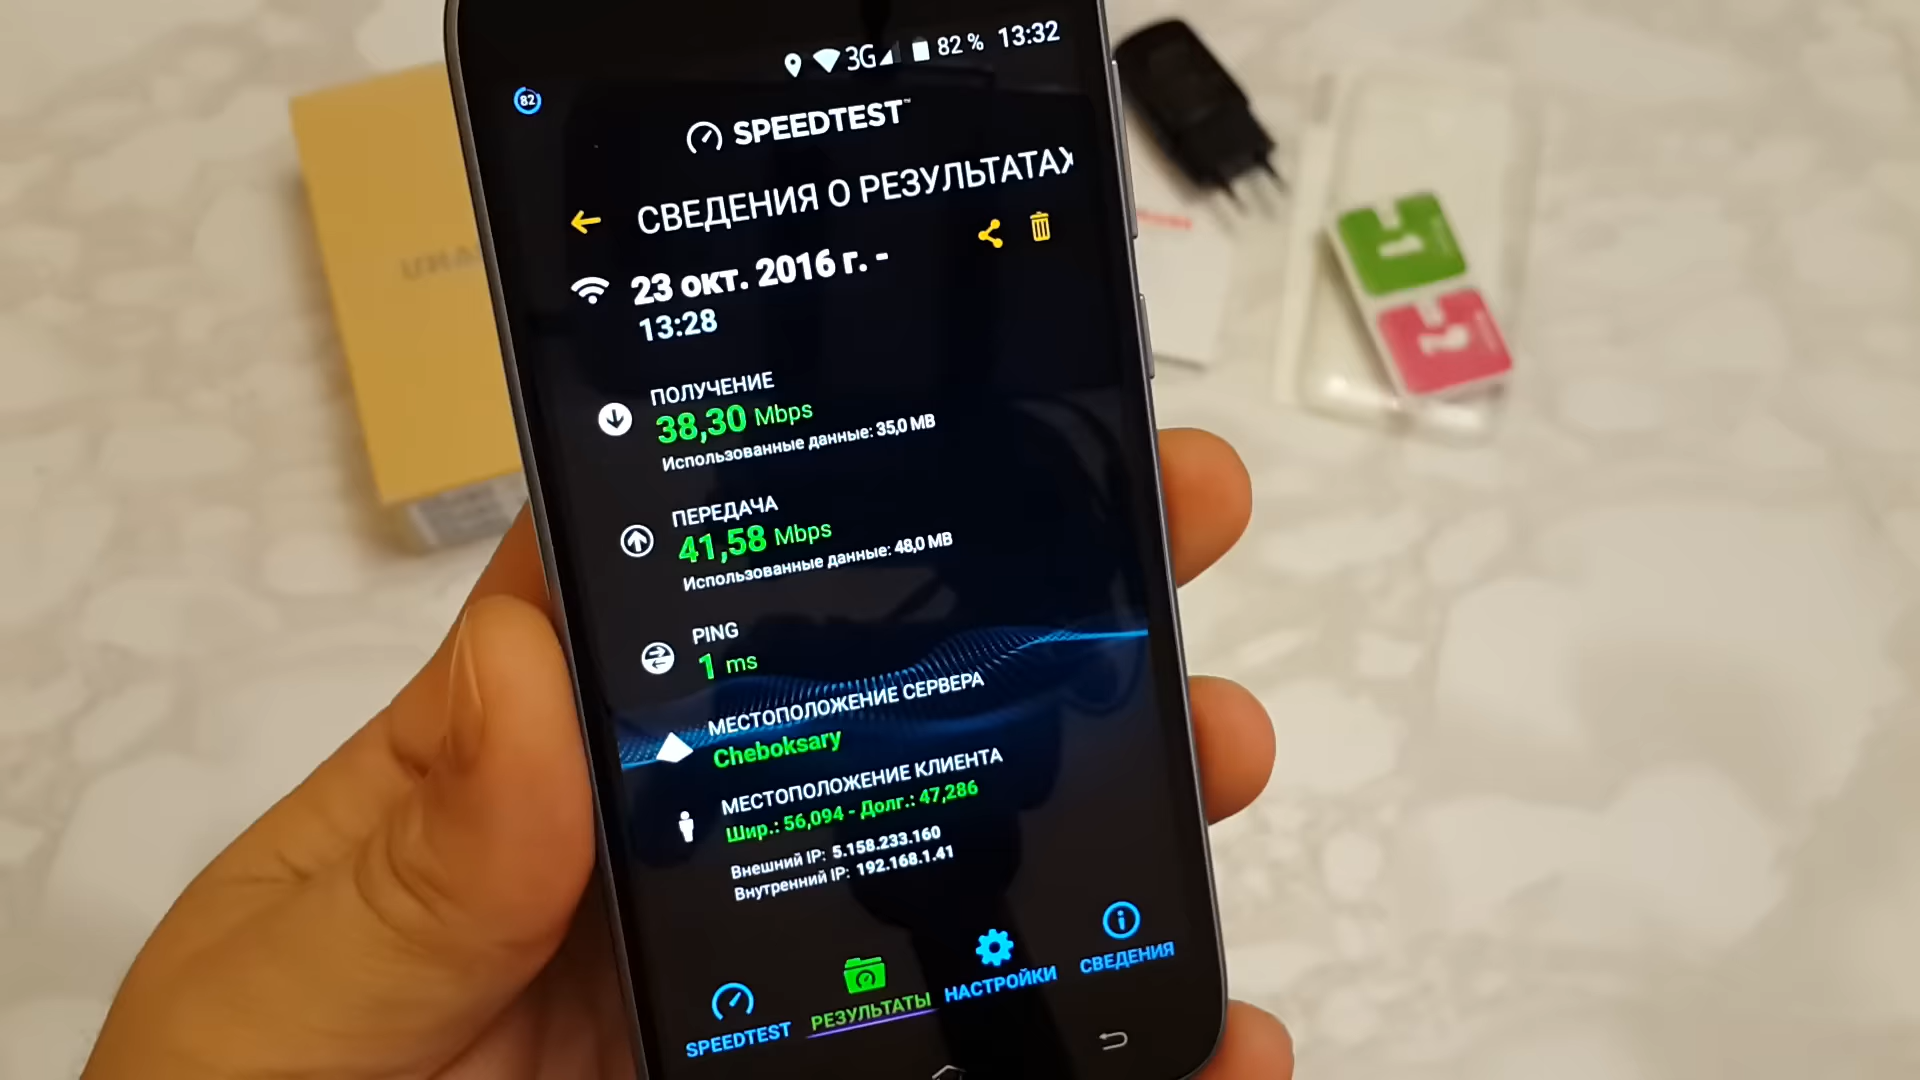 3G 82 % 13:32
82
SPEEDTEST™
СВЕДЕНИЯ О РЕЗУЛЬТАТАХ
23 окт. 2016 г. -
13:28
ПОЛУЧЕНИЕ
38,30 Mbps
Использованные данные: 35,0 MB
ПЕРЕДАЧА
41,58 Mbps
Использованные данные: 48,0 MB
PING
1 ms
МЕСТОПОЛОЖЕНИЕ СЕРВЕРА
Cheboksary
МЕСТОПОЛОЖЕНИЕ КЛИЕНТА
Шир.: 56,094 - Долг.: 47,286
Внешний IP: 5.158.233.160
Внутренний IP: 192.168.1.41
SPEEDTEST
РЕЗУЛЬТАТЫ
НАСТРОЙКИ
СВЕДЕНИЯ
1
2